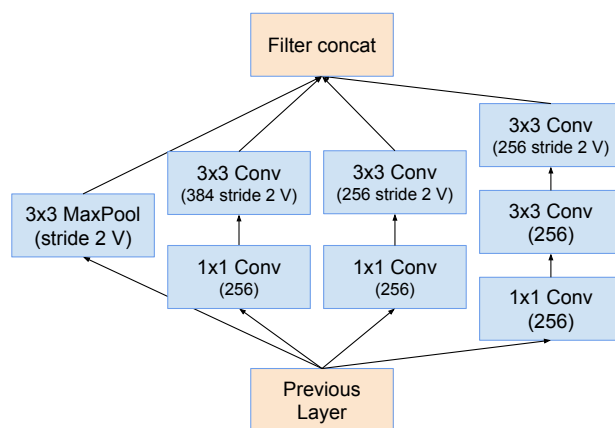 Filter concat
3x3 Conv
(256 stride 2 V)
3x3 Conv
(384 stride 2 V)
3x3 Conv
(256 stride 2 V)
3x3 MaxPool
(stride 2 V)
3x3 Conv
(256)
1x1 Conv
(256)
1x1 Conv
(256)
1x1 Conv
(256)
Previous
Layer